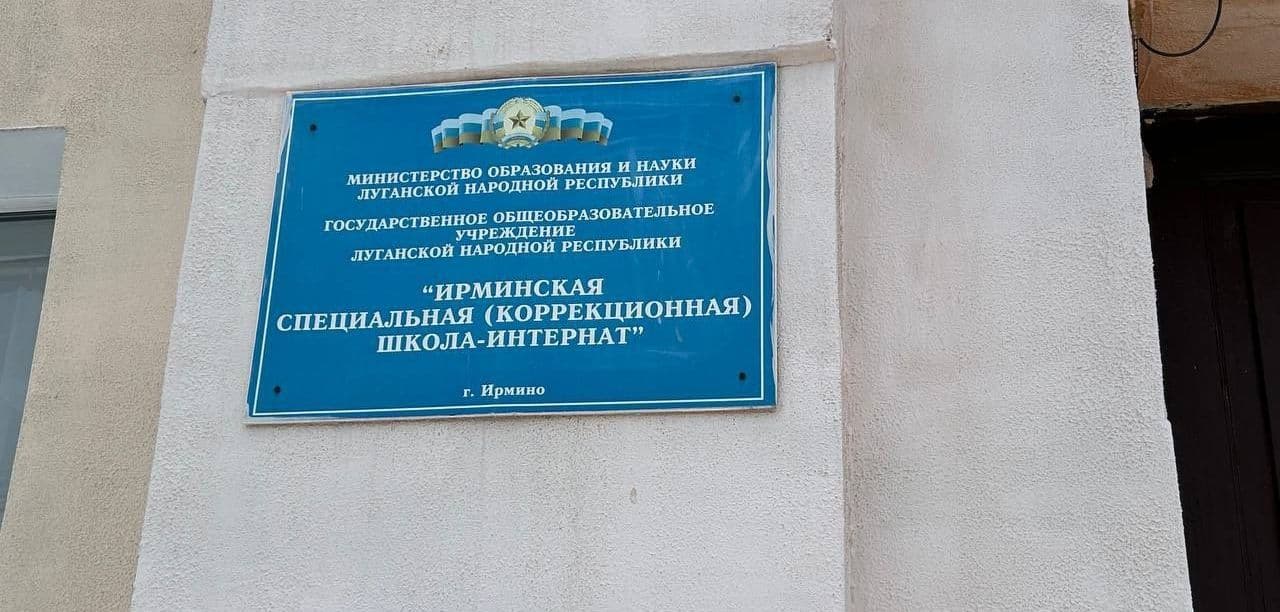 МИНИСТЕРСТВО ОБРАЗОВАНИЯ И НАУКИ
ЛУГАНСКОЙ НАРОДНОЙ РЕСПУБЛИКИ
ГОСУДАРСТВЕННОЕ ОБЩЕОБРАЗОВАТЕЛЬНОЕ
УЧРЕЖДЕНИЕ
ЛУГАНСКОЙ НАРОДНОЙ РЕСПУБЛИКИ
“ИРМИНСКАЯ
СПЕЦИАЛЬНАЯ (КОРРЕКЦИОННАЯ)
ШКОЛА-ИНТЕРНАТ”
г. Ирмино